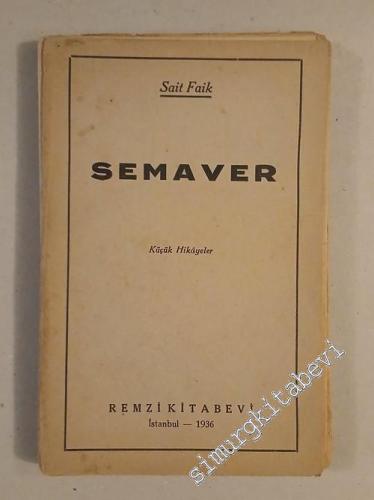 Sait Faik
SEMAVER
Küçük Hikâyeler
REMZİ KİTABEVİ
İstanbul — 1936
simurgkitabevi